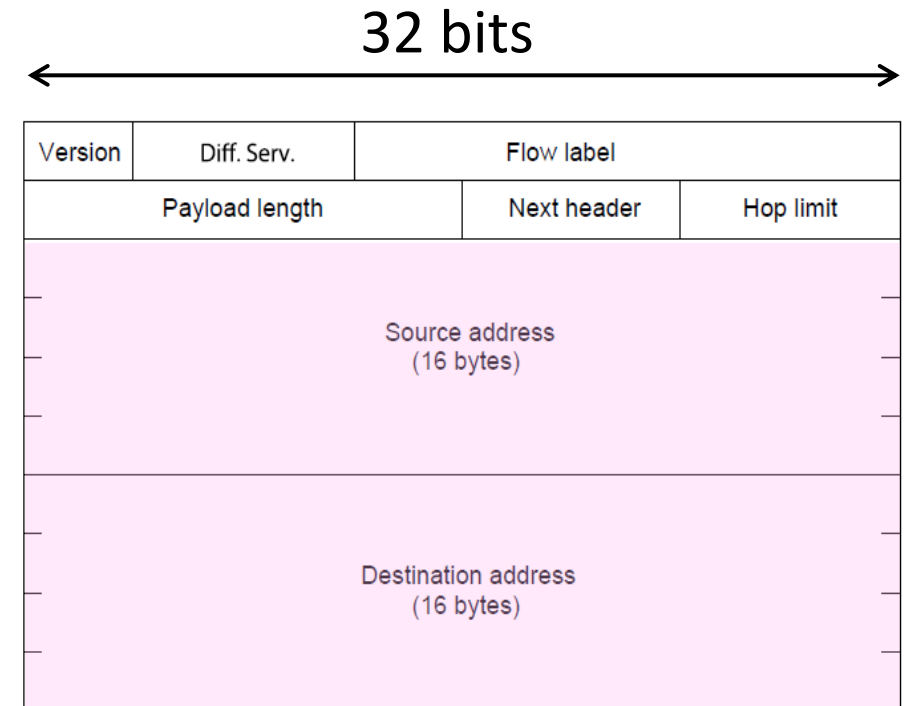 32 bits
Version Diff. Serv. Flow label
Payload length Next header Hop limit
Source address
(16 bytes)
Destination address
(16 bytes)